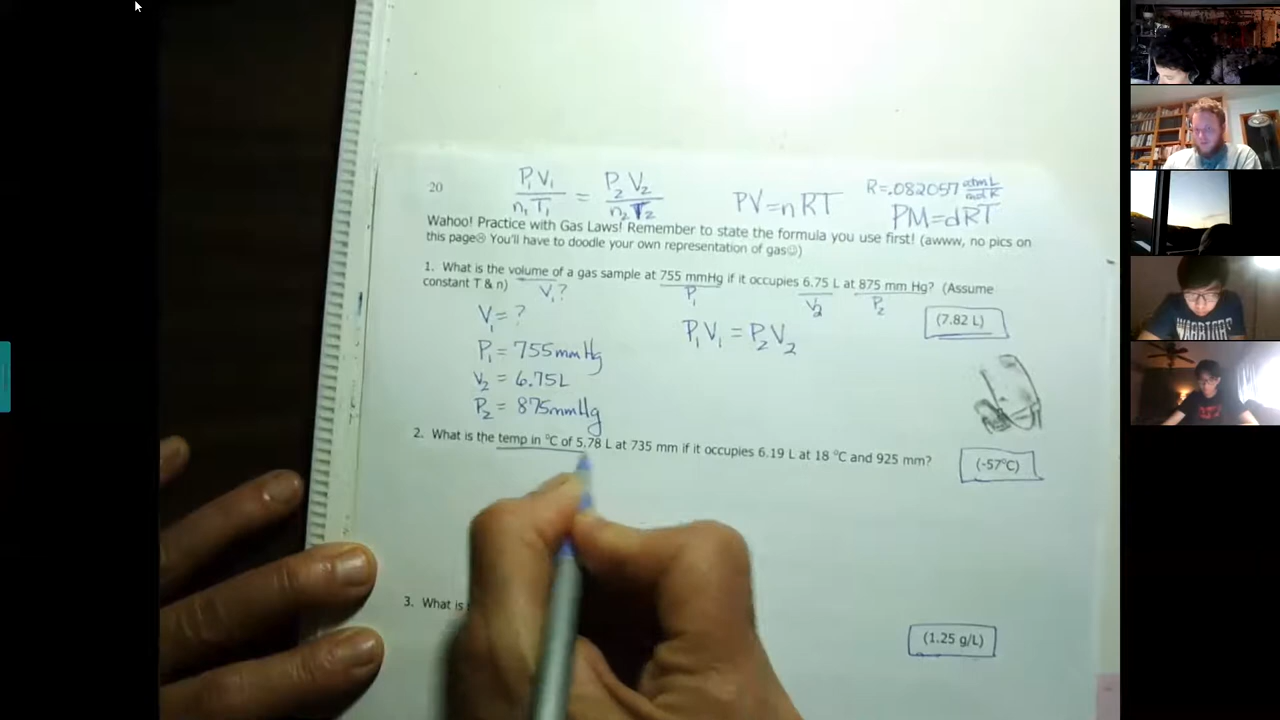 20
P₁V₁ / n₁T₁ = P₂V₂ / n₂T₂
PV=nRT
R=.082057 atm L / mol K
PM=dRT
Wahoo! Practice with Gas Laws! Remember to state the formula you use first! (awww, no pics on
this page☹ You'll have to doodle your own representation of gas☺)
1. What is the volume of a gas sample at 755 mmHg if it occupies 6.75 L at 875 mm Hg? (Assume
constant T & n)
V₁?
P₁
V₂
P₂
(7.82 L)
V₁ = ?
P₁V₁ = P₂V₂
P₁ = 755mmHg
V₂ = 6.75L
P₂ = 875mmHg
2. What is the temp in °C of 5.78 L at 735 mm if it occupies 6.19 L at 18 °C and 925 mm?
(-57°C)
3. What is
(1.25 g/L)
WARRIORS